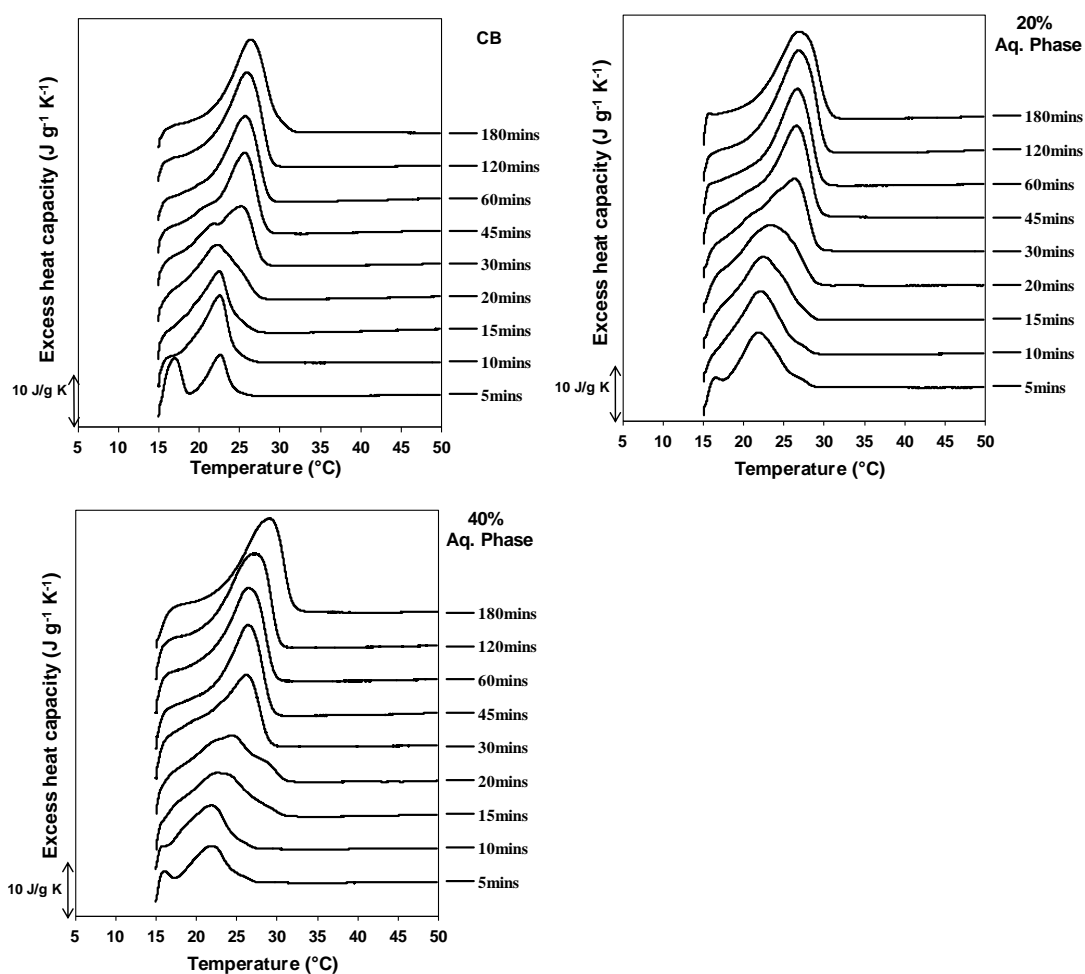 CB
Excess heat capacity (J g⁻¹ K⁻¹)
180mins
120mins
60mins
45mins
30mins
20mins
15mins
10mins
5mins
10 J/g K
5 10 15 20 25 30 35 40 45 50
Temperature (°C)
20%
Aq. Phase
Excess heat capacity (J g⁻¹ K⁻¹)
180mins
120mins
60mins
45mins
30mins
20mins
15mins
10mins
5mins
10 J/g K
5 10 15 20 25 30 35 40 45 50
Temperature (°C)
40%
Aq. Phase
Excess heat capacity (J g⁻¹ K⁻¹)
180mins
120mins
60mins
45mins
30mins
20mins
15mins
10mins
5mins
10 J/g K
5 10 15 20 25 30 35 40 45 50
Temperature (°C)